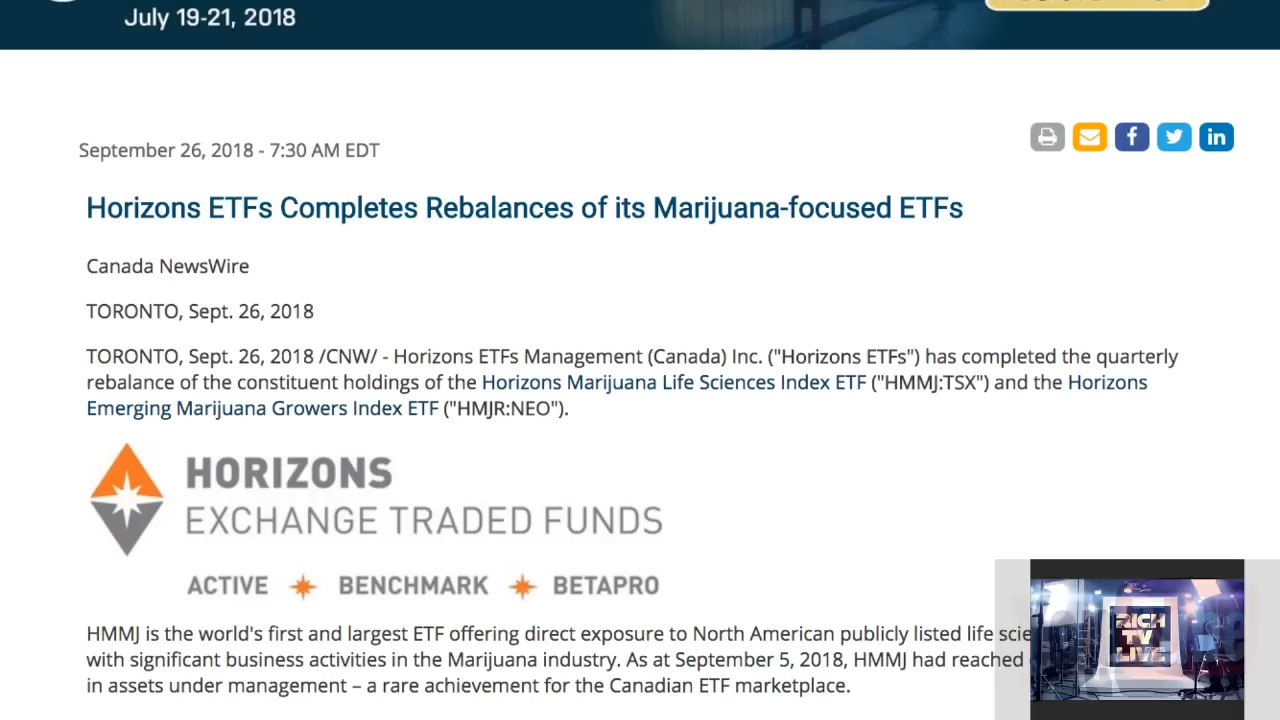 July 19-21, 2018
September 26, 2018 - 7:30 AM EDT
Horizons ETFs Completes Rebalances of its Marijuana-focused ETFs
Canada NewsWire
TORONTO, Sept. 26, 2018
TORONTO, Sept. 26, 2018 /CNW/ - Horizons ETFs Management (Canada) Inc. ("Horizons ETFs") has completed the quarterly
rebalance of the constituent holdings of the Horizons Marijuana Life Sciences Index ETF ("HMMJ:TSX") and the Horizons
Emerging Marijuana Growers Index ETF ("HMJR:NEO").
HORIZONS
EXCHANGE TRADED FUNDS
ACTIVE BENCHMARK BETAPRO
HMMJ is the world's first and largest ETF offering direct exposure to North American publicly listed life
with significant business activities in the Marijuana industry. As at September 5, 2018, HMMJ had reached
in assets under management – a rare achievement for the Canadian ETF marketplace.
RICH
TV
LIVE